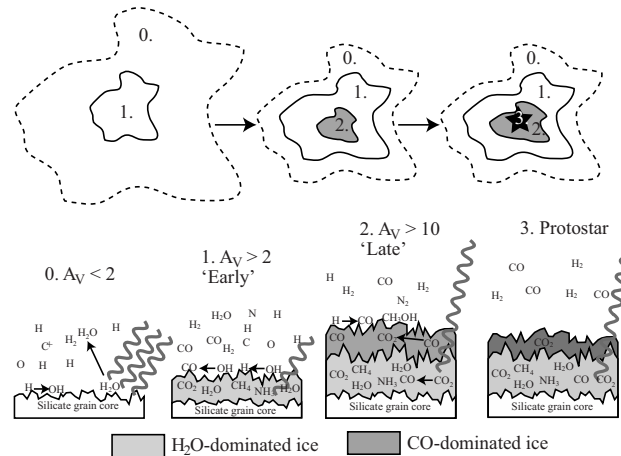 0.
1.
0.
1.
2.
0.
1.
3
2.
0. A_V < 2
H
C⁺
H₂
H₂O
H
O
H
H
H
OH
H₂O
Silicate grain core
1. A_V > 2
'Early'
H₂O
N
H₂
H
H
CO
CO
H₂
C
O
CO
OH
H
OH
CO₂
H₂O
CH₄
NH₃
H₂O
Silicate grain core
2. A_V > 10
'Late'
H₂
CO
H₂
H₂
N₂
H
CO
CH₃OH
CO
CO₂
CO
CO₂
CH₄
H₂O
H₂O
NH₃
CO
CO₂
Silicate grain core
3. Protostar
CO
H₂
H₂
H₂
CO
CO
CO₂
CO₂
CH₄
H₂O
NH₃
CO
CO₂
Silicate grain core
H₂O-dominated ice
CO-dominated ice